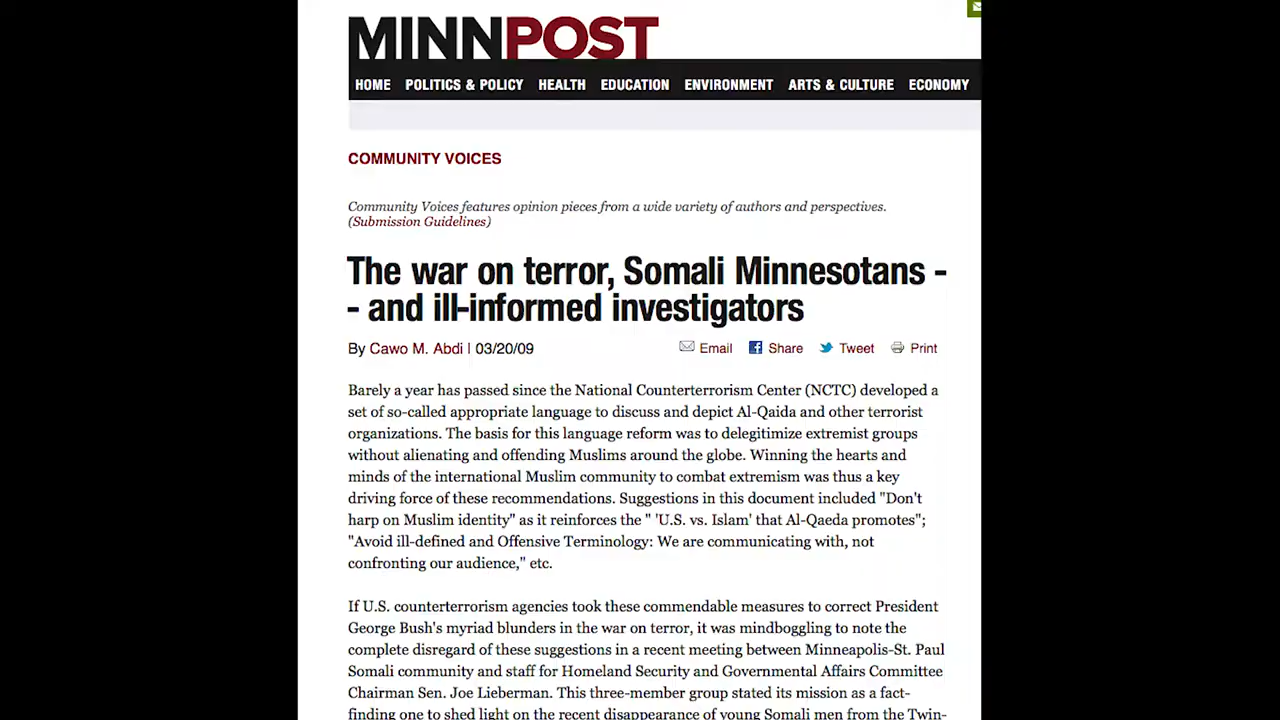 MINNPOST
HOME POLITICS & POLICY HEALTH EDUCATION ENVIRONMENT ARTS & CULTURE ECONOMY
COMMUNITY VOICES
Community Voices features opinion pieces from a wide variety of authors and perspectives.
(Submission Guidelines)
The war on terror, Somali Minnesotans -
- and ill-informed investigators
By Cawo M. Abdi | 03/20/09 Email Share Tweet Print
Barely a year has passed since the National Counterterrorism Center (NCTC) developed a
set of so-called appropriate language to discuss and depict Al-Qaida and other terrorist
organizations. The basis for this language reform was to delegitimize extremist groups
without alienating and offending Muslims around the globe. Winning the hearts and
minds of the international Muslim community to combat extremism was thus a key
driving force of these recommendations. Suggestions in this document included "Don't
harp on Muslim identity" as it reinforces the " 'U.S. vs. Islam' that Al-Qaeda promotes";
"Avoid ill-defined and Offensive Terminology: We are communicating with, not
confronting our audience," etc.
If U.S. counterterrorism agencies took these commendable measures to correct President
George Bush's myriad blunders in the war on terror, it was mindboggling to note the
complete disregard of these suggestions in a recent meeting between Minneapolis-St. Paul
Somali community and staff for Homeland Security and Governmental Affairs Committee
Chairman Sen. Joe Lieberman. This three-member group stated its mission as a fact-
finding one to shed light on the recent disappearance of young Somali men from the Twin-